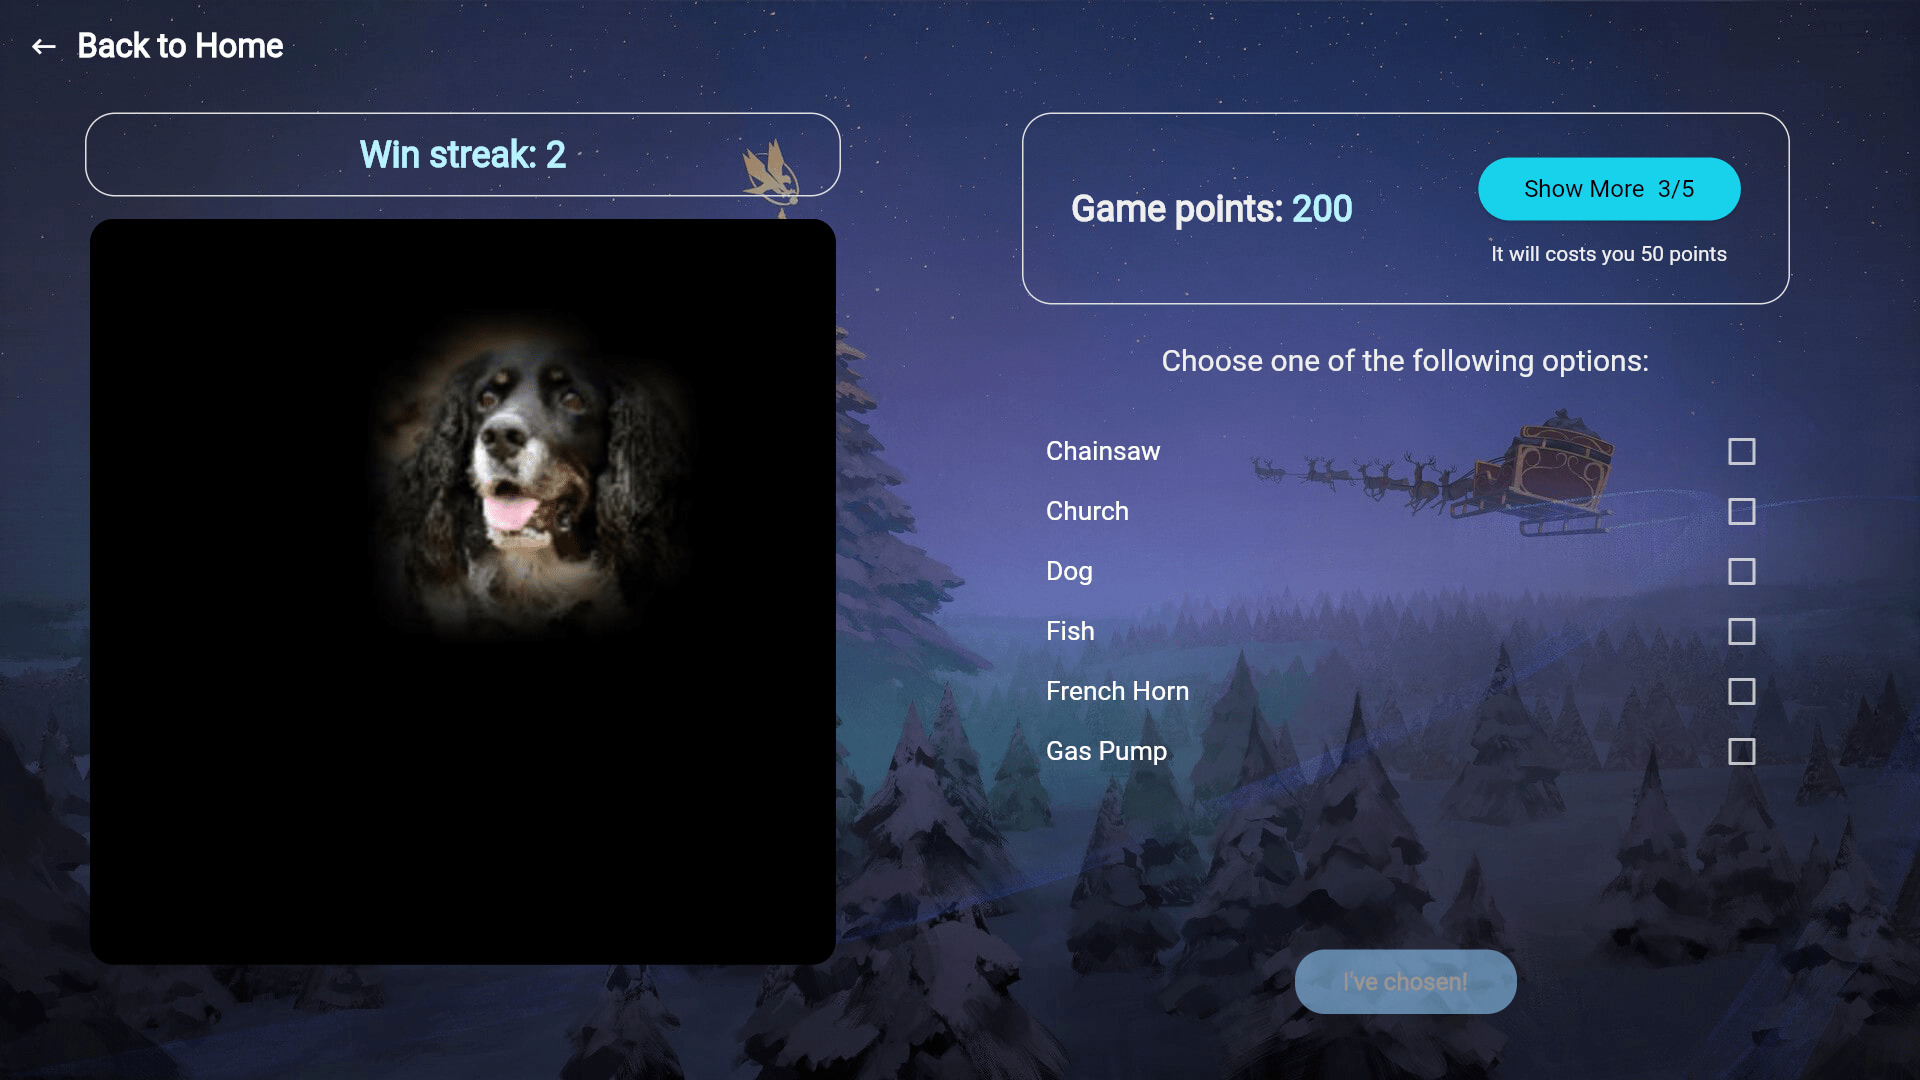 Back to Home
Win streak: 2
Game points: 200
Show More 3/5
It will costs you 50 points
Choose one of the following options:
Chainsaw
Church
Dog
Fish
French Horn
Gas Pump
I've chosen!